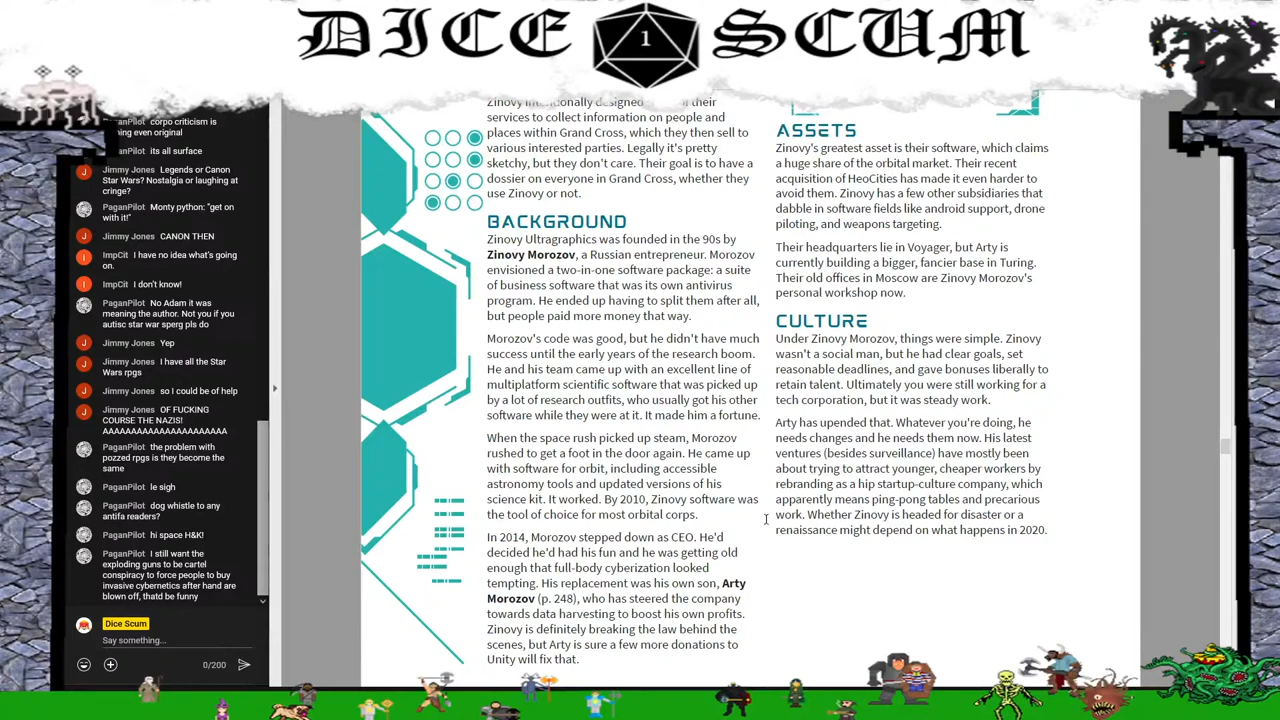 DICE 1 SCUM
corpo criticism is
even original
PaganPilot its all surface
Jimmy Jones Legends or Canon
Star Wars? Nostalgia or laughing at
cringe?
PaganPilot Monty python: "get on
with it!"
Jimmy Jones CANON THEN
ImpCit I have no idea what's going
on.
ImpCit I don't know!
PaganPilot No Adam it was
meaning the author. Not you if you
autisc star war sperg pls do
Jimmy Jones Yep
Jimmy Jones I have all the Star
Wars rpgs
Jimmy Jones so I could be of help
Jimmy Jones OF FUCKING
COURSE THE NAZIS!
AAAAAAAAAAAAAAAAAAAAAAA
PaganPilot the problem with
pozzed rpgs is they become the
same
PaganPilot le sigh
PaganPilot dog whistle to any
antifa readers?
PaganPilot hi space H&K!
PaganPilot I still want the
exploding guns to be cartel
conspiracy to force people to buy
invasive cybernetics after hand are
blown off, thatd be funny
Dice Scum
Say something...
0/200
Zinovy intentionally designed their
services to collect information on people and
places within Grand Cross, which they then sell to
various interested parties. Legally it's pretty
sketchy, but they don't care. Their goal is to have a
dossier on everyone in Grand Cross, whether they
use Zinovy or not.
BACKGROUND
Zinovy Ultragraphics was founded in the 90s by
Zinovy Morozov, a Russian entrepreneur. Morozov
envisioned a two-in-one software package: a suite
of business software that was its own antivirus
program. He ended up having to split them after all,
but people paid more money that way.
Morozov's code was good, but he didn't have much
success until the early years of the research boom.
He and his team came up with an excellent line of
multiplatform scientific software that was picked up
by a lot of research outfits, who usually got his other
software while they were at it. It made him a fortune.
When the space rush picked up steam, Morozov
rushed to get a foot in the door again. He came up
with software for orbit, including accessible
astronomy tools and updated versions of his
science kit. It worked. By 2010, Zinovy software was
the tool of choice for most orbital corps.
In 2014, Morozov stepped down as CEO. He'd
decided he'd had his fun and he was getting old
enough that full-body cyberization looked
tempting. His replacement was his own son, Arty
Morozov (p. 248), who has steered the company
towards data harvesting to boost his own profits.
Zinovy is definitely breaking the law behind the
scenes, but Arty is sure a few more donations to
Unity will fix that.
ASSETS
Zinovy's greatest asset is their software, which claims
a huge share of the orbital market. Their recent
acquisition of HeoCities has made it even harder to
avoid them. Zinovy has a few other subsidiaries that
dabble in software fields like android support, drone
piloting, and weapons targeting.
Their headquarters lie in Voyager, but Arty is
currently building a bigger, fancier base in Turing.
Their old offices in Moscow are Zinovy Morozov's
personal workshop now.
CULTURE
Under Zinovy Morozov, things were simple. Zinovy
wasn't a social man, but he had clear goals, set
reasonable deadlines, and gave bonuses liberally to
retain talent. Ultimately you were still working for a
tech corporation, but it was steady work.
Arty has upended that. Whatever you're doing, he
needs changes and he needs them now. His latest
ventures (besides surveillance) have mostly been
about trying to attract younger, cheaper workers by
rebranding as a hip startup-culture company, which
apparently means ping-pong tables and precarious
work. Whether Zinovy is headed for disaster or a
renaissance might depend on what happens in 2020.